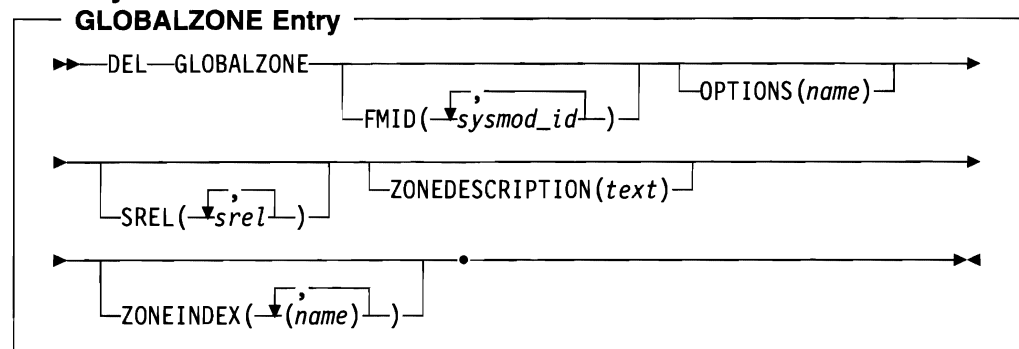 GLOBALZONE Entry
DEL GLOBALZONE
, OPTIONS(name)
FMID( sysmod_id )
, ZONEDESCRIPTION(text)
SREL( srel )
,
ZONEINDEX( (name) )